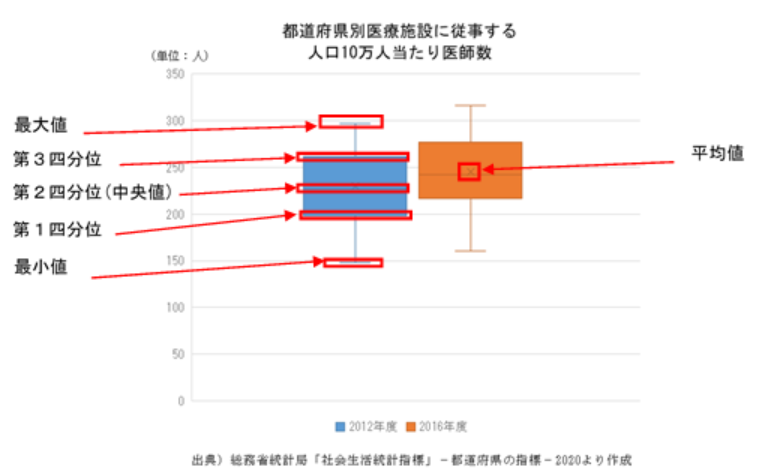 都道府県別医療施設に従事する
人口10万人当たり医師数
(単位：人)
350
300
250
200
150
100
50
0
最大値
第３四分位
第２四分位(中央値)
第１四分位
最小値
平均値
2012年度 2016年度
出典）総務省統計局「社会生活統計指標」－都道府県の指標－2020より作成